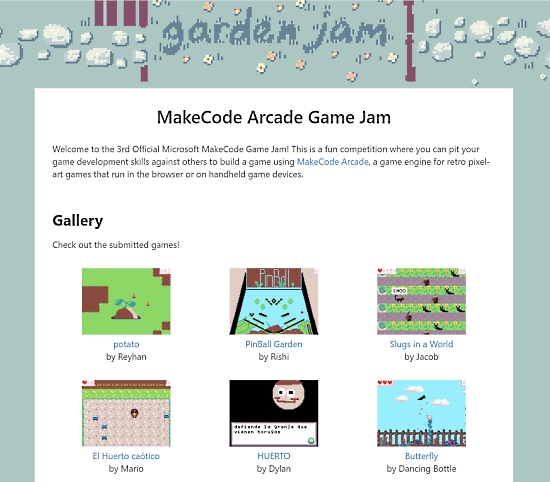 garden jam
MakeCode Arcade Game Jam
Welcome to the 3rd Official Microsoft MakeCode Game Jam! This is a fun competition where you can pit your
game development skills against others to build a game using MakeCode Arcade, a game engine for retro pixel-
art games that run in the browser or on handheld game devices.
Gallery
Check out the submitted games!
PinBall
SHOO
potato
by Reyhan
PinBall Garden
by Rishi
Slugs in a World
by Jacob
defiende la granja que
vienen horugas
El Huerto caótico
by Mario
HUERTO
by Dylan
Butterfly
by Dancing Bottle